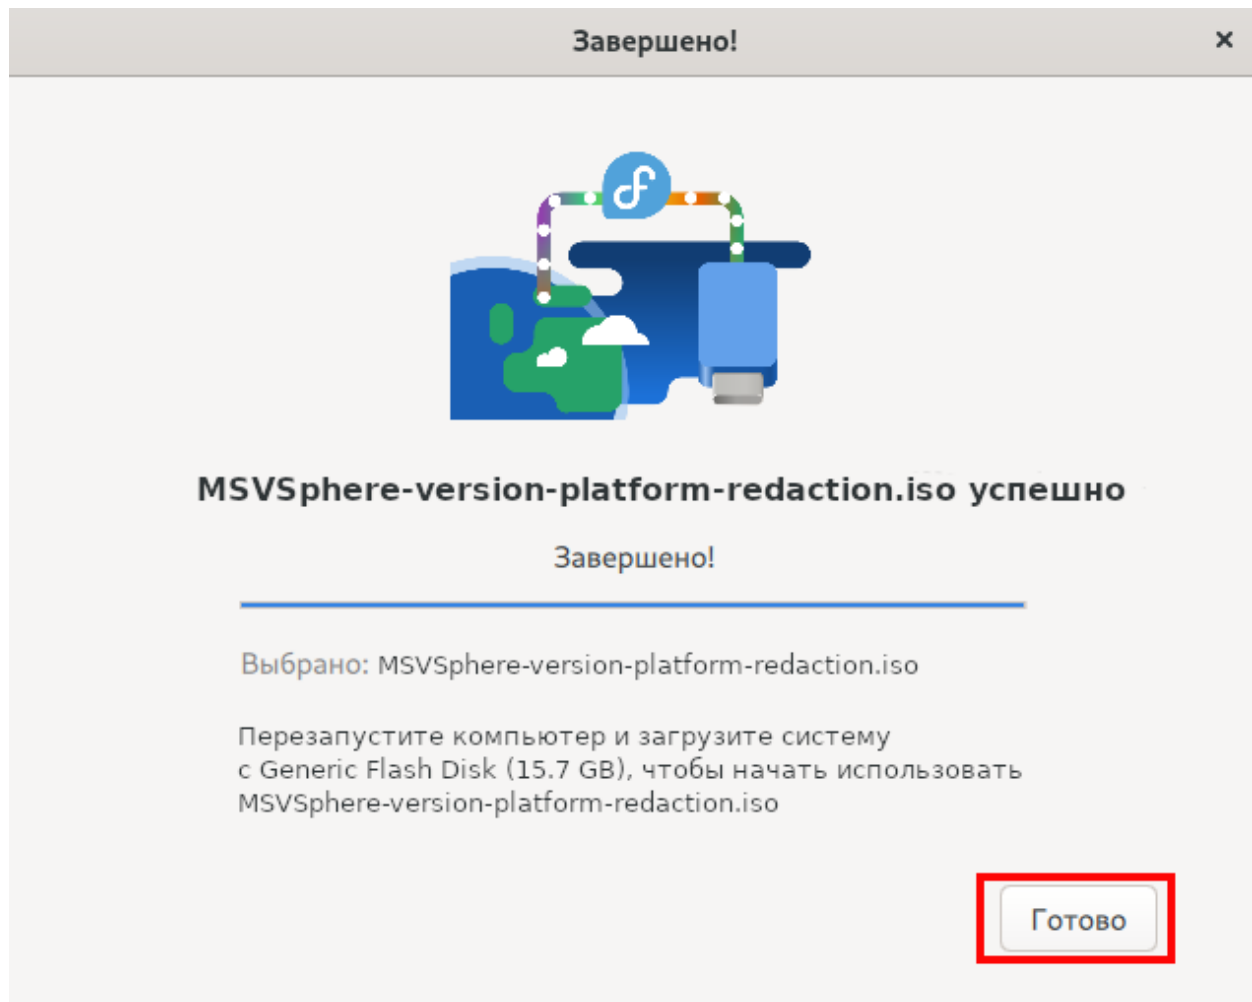 Завершено!
MSVSphere-version-platform-redaction.iso успешно
Завершено!
Выбрано: MSVSphere-version-platform-redaction.iso
Перезапустите компьютер и загрузите систему
с Generic Flash Disk (15.7 GB), чтобы начать использовать
MSVSphere-version-platform-redaction.iso
Готово